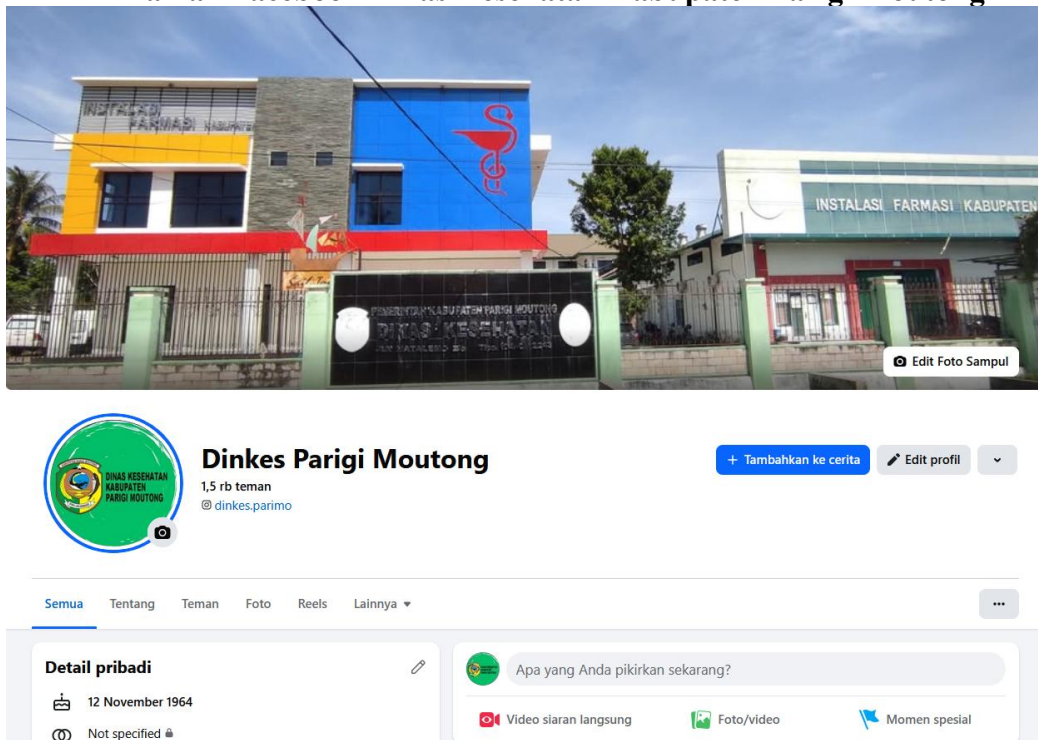 INSTALASI
FARMASI KABUPATEN
INSTALASI FARMASI KABUPATEN
PEMERINTAH KABUPATEN PARIGI MOUTONG
DINAS KESEHATAN
Edit Foto Sampul
DINAS KESEHATAN
KABUPATEN
PARIGI MOUTONG
Dinkes Parigi Moutong
1,5 rb teman
dinkes.parimo
+ Tambahkan ke cerita
Edit profil
Semua Tentang Teman Foto Reels Lainnya
Detail pribadi
12 November 1964
Not specified
Apa yang Anda pikirkan sekarang?
Video siaran langsung Foto/video Momen spesial